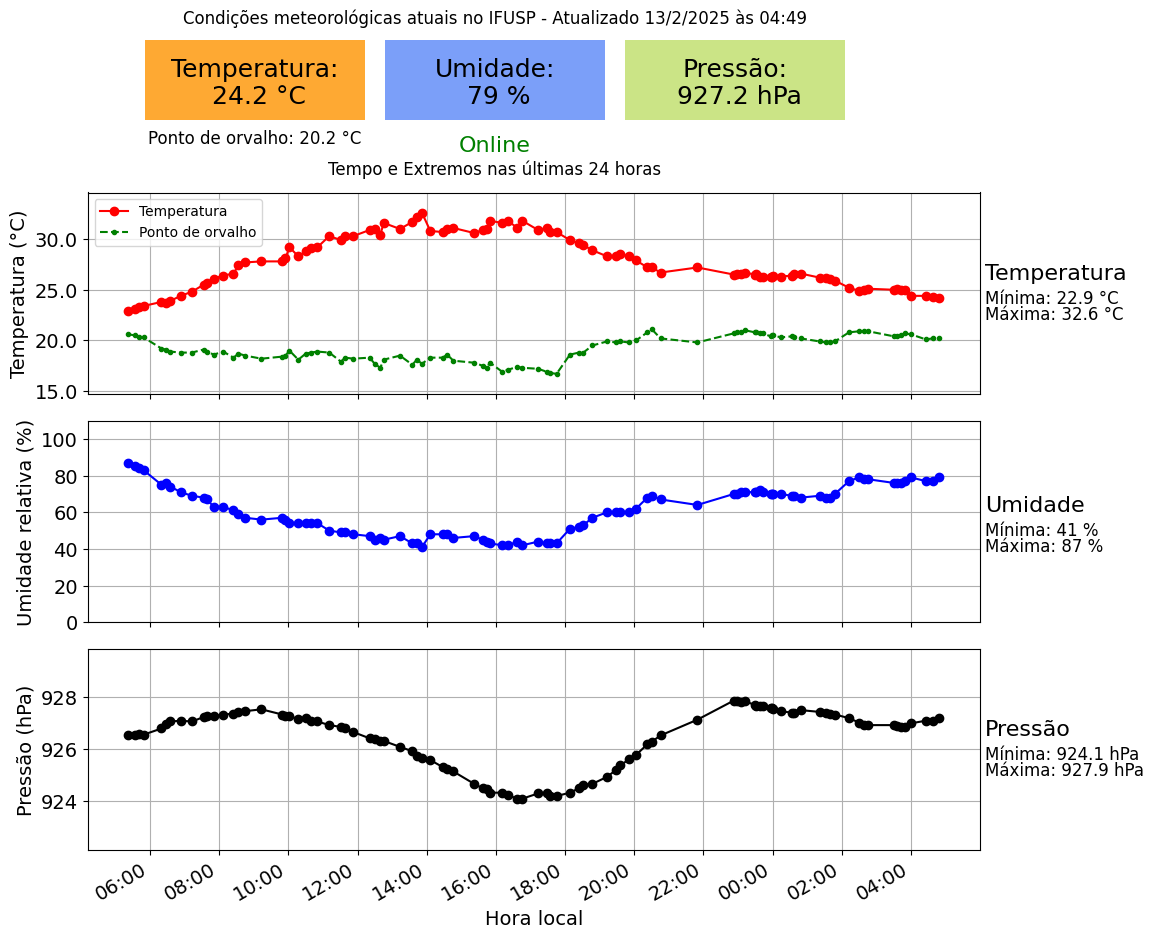 Condições meteorológicas atuais no IFUSP - Atualizado 13/2/2025 às 04:49
Temperatura:
24.2 °C
Umidade:
79 %
Pressão:
927.2 hPa
Ponto de orvalho: 20.2 °C
Online
Tempo e Extremos nas últimas 24 horas
Temperatura
Ponto de orvalho
Temperatura (°C)
30.0
25.0
20.0
15.0
Temperatura
Mínima: 22.9 °C
Máxima: 32.6 °C
Umidade relativa (%)
100
80
60
40
20
0
Umidade
Mínima: 41 %
Máxima: 87 %
Pressão (hPa)
928
926
924
Pressão
Mínima: 924.1 hPa
Máxima: 927.9 hPa
06:00 08:00 10:00 12:00 14:00 16:00 18:00 20:00 22:00 00:00 02:00 04:00
Hora local